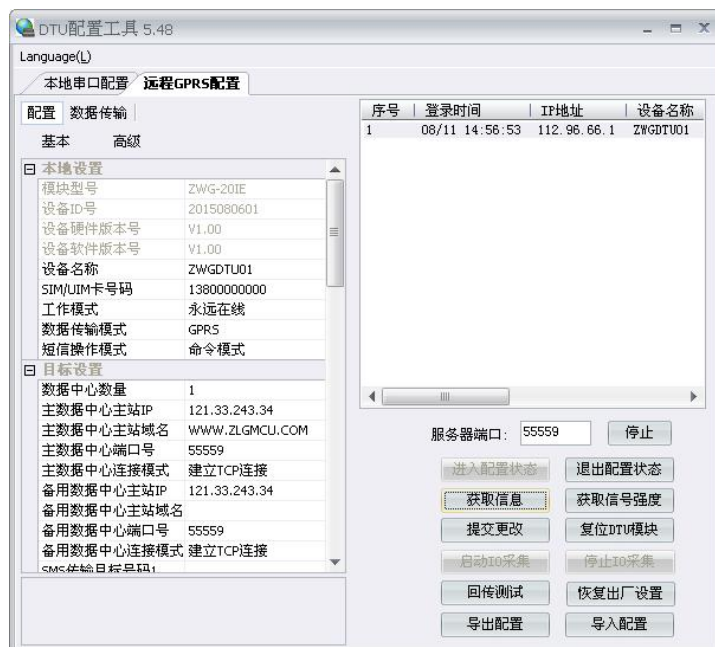 DTU配置工具 5.48
Language(L)
本地串口配置 远程GPRS配置
配置 数据传输
基本 高级
本地设置
模块型号 ZWG-20IE
设备ID号 2015080601
设备硬件版本号 V1.00
设备软件版本号 V1.00
设备名称 ZWGDTU01
SIM/UIM卡号码 13800000000
工作模式 永远在线
数据传输模式 GPRS
短信操作模式 命令模式
目标设置
数据中心数量 1
主数据中心主站IP 121.33.243.34
主数据中心主站域名 WWW.ZLGMCU.COM
主数据中心端口号 55559
主数据中心连接模式 建立TCP连接
备用数据中心主站IP 121.33.243.34
备用数据中心主站域名
备用数据中心端口号 55559
备用数据中心连接模式 建立TCP连接
SMS传输目标号码1
序号 登录时间 IP地址 设备名称
1 08/11 14:56:53 112.96.66.1 ZWGDTU01
服务器端口: 55559 停止
进入配置状态 退出配置状态
获取信息 获取信号强度
提交更改 复位DTU模块
启动IO采集 停止IO采集
回传测试 恢复出厂设置
导出配置 导入配置